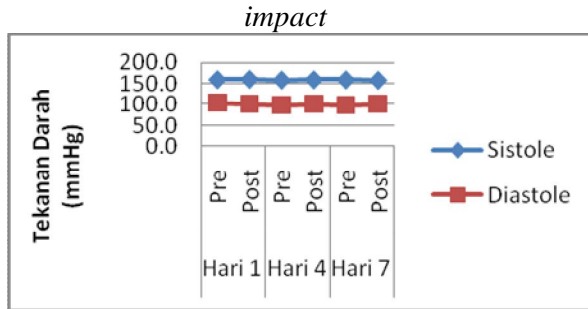 impact
Tekanan Darah
(mmHg)
200.0
150.0
100.0
50.0
0.0
Pre
Post
Pre
Post
Pre
Post
Hari 1
Hari 4
Hari 7
Sistole
Diastole